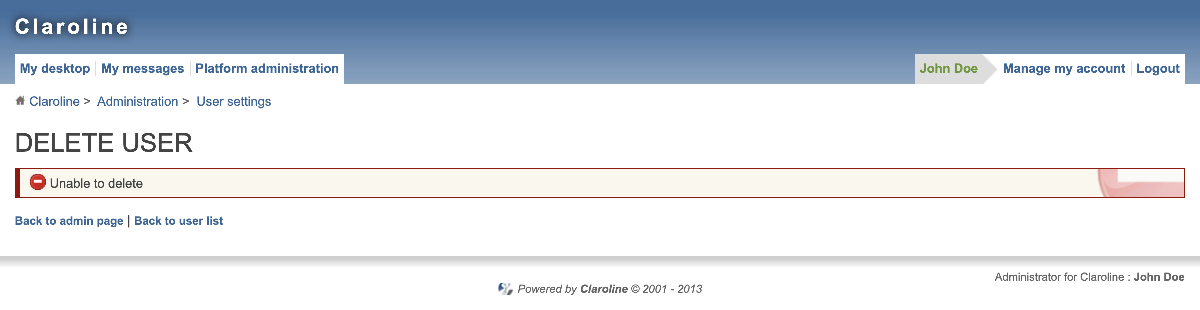 Claroline
My desktop My messages Platform administration John Doe Manage my account Logout
Claroline > Administration > User settings
DELETE USER
Unable to delete
Back to admin page | Back to user list
Administrator for Claroline : John Doe
Powered by Claroline © 2001 - 2013